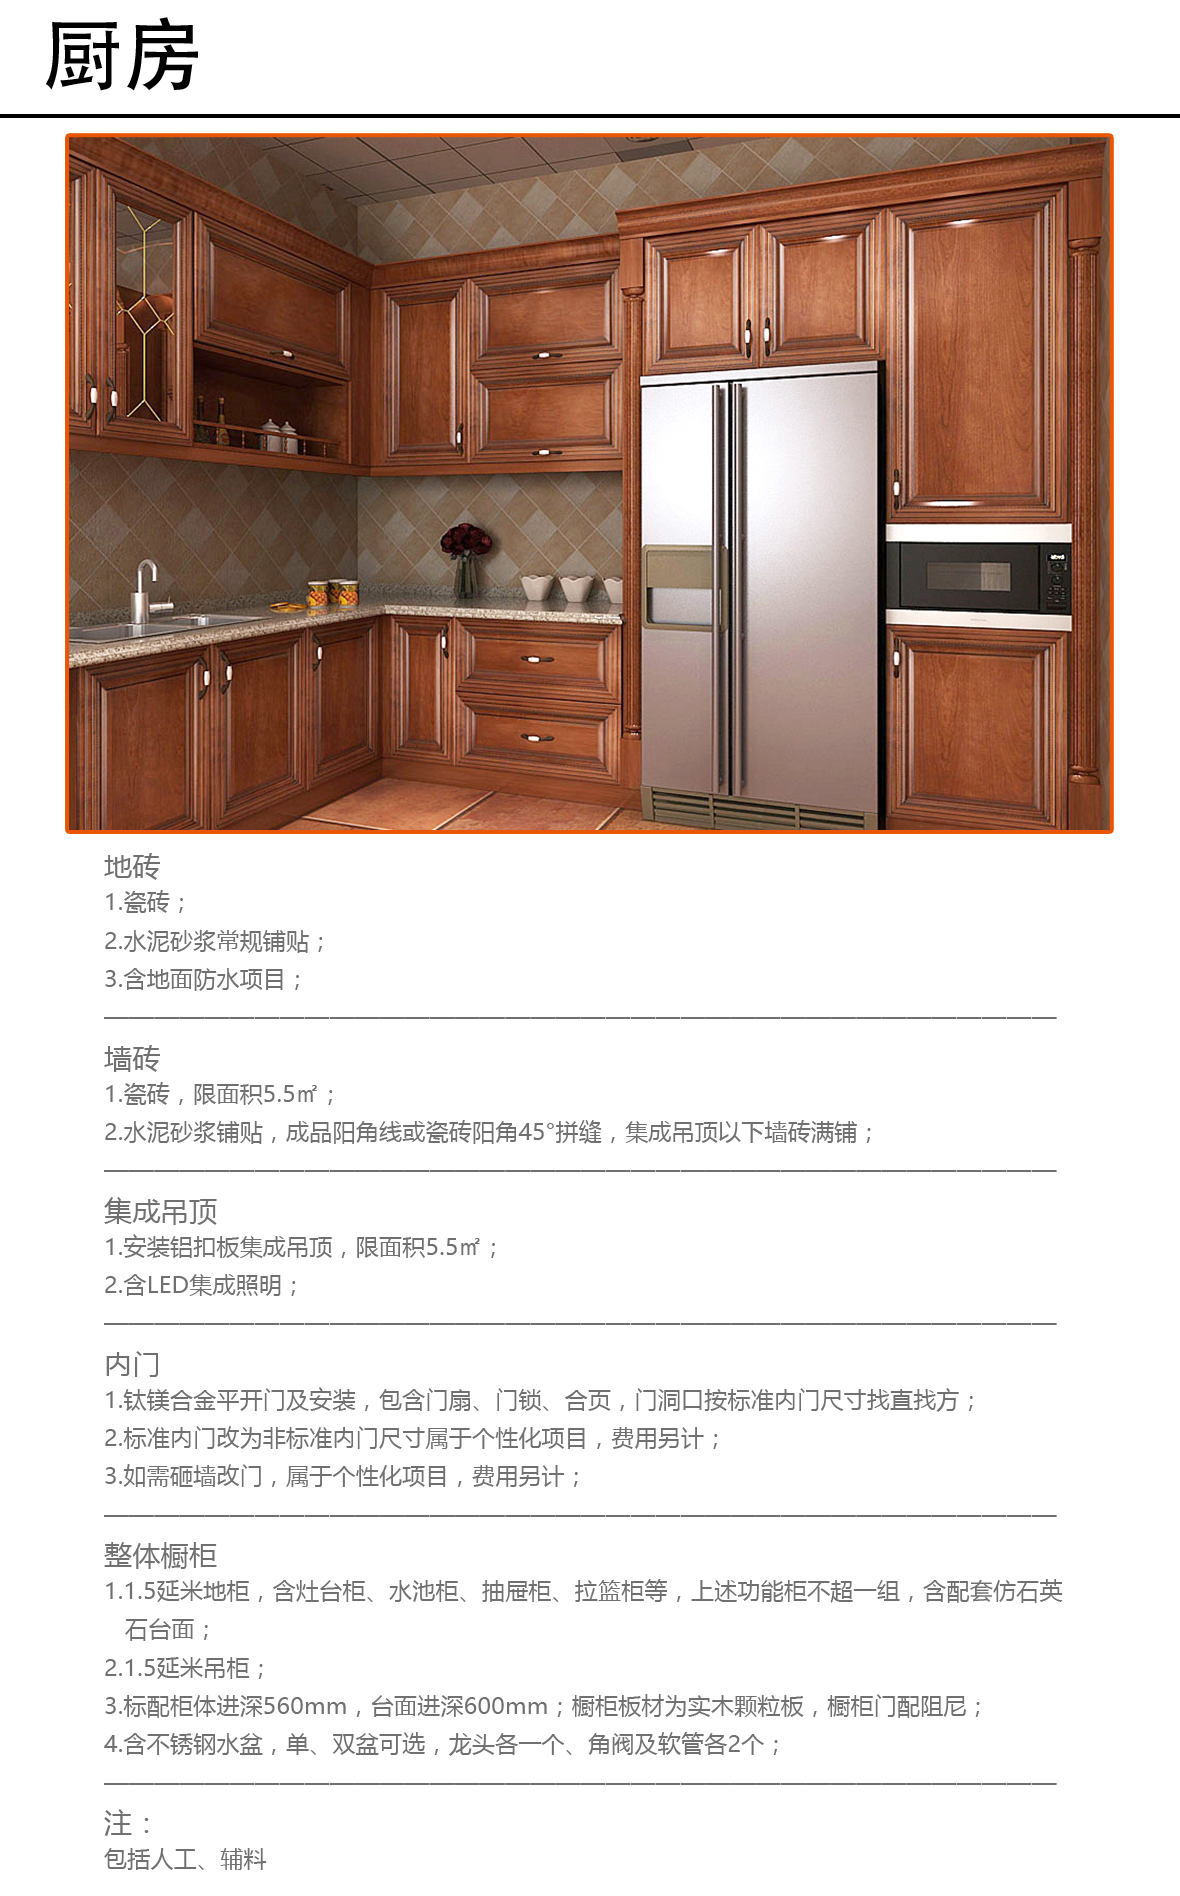 厨房
地砖
1.瓷砖；
2.水泥砂浆常规铺贴；
3.含地面防水项目；
墙砖
1.瓷砖，限面积5.5㎡；
2.水泥砂浆铺贴，成品阳角线或瓷砖阳角45°拼缝，集成吊顶以下墙砖满铺；
集成吊顶
1.安装铝扣板集成吊顶，限面积5.5㎡；
2.含LED集成照明；
内门
1.钛镁合金平开门及安装，包含门扇、门锁、合页，门洞口按标准内门尺寸找直找方；
2.标准内门改为非标准内门尺寸属于个性化项目，费用另计；
3.如需砸墙改门，属于个性化项目，费用另计；
整体橱柜
1.1.5延米地柜，含灶台柜、水池柜、抽屉柜、拉篮柜等，上述功能柜不超一组，含配套仿石英
石台面；
2.1.5延米吊柜；
3.标配柜体进深560mm，台面进深600mm；橱柜板材为实木颗粒板，橱柜门配阻尼；
4.含不锈钢水盆，单、双盆可选，龙头各一个、角阀及软管各2个；
注：
包括人工、辅料